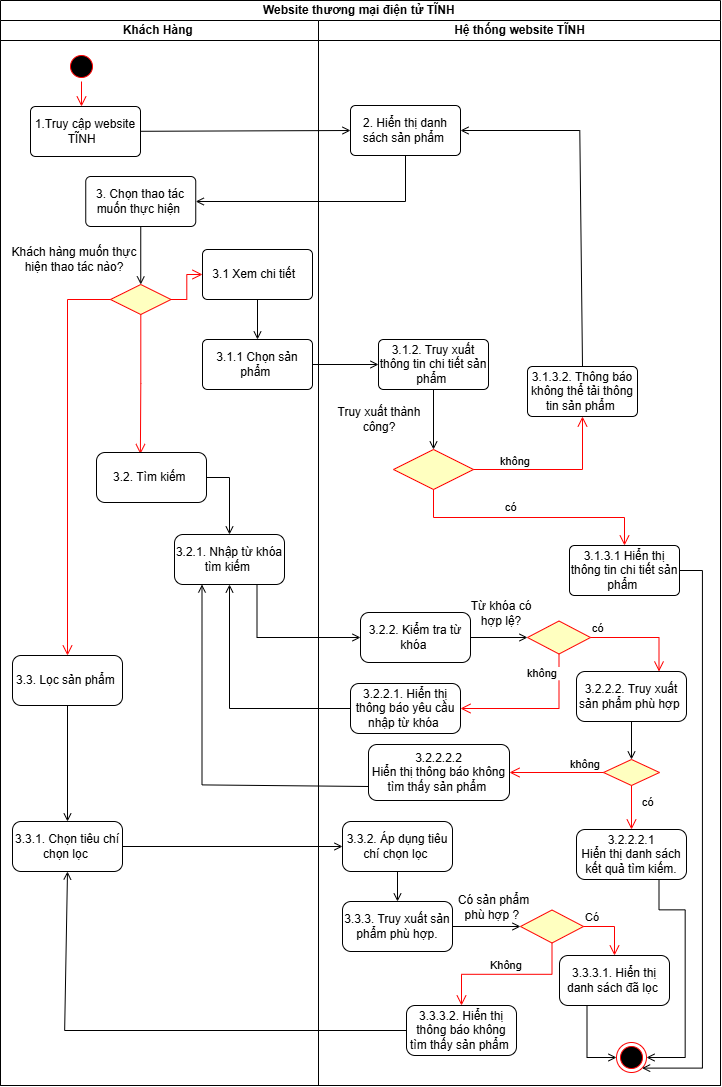 Website thương mại điện tử TĨNH
Khách Hàng
Hệ thống website TĨNH
1.Truy cập website
TĨNH
2. Hiển thị danh
sách sản phẩm
3. Chọn thao tác
muốn thực hiện
Khách hàng muốn thực
hiện thao tác nào?
3.1 Xem chi tiết
3.1.1 Chọn sản
phẩm
3.1.2. Truy xuất
thông tin chi tiết sản
phẩm
3.1.3.2. Thông báo
không thể tải thông
tin sản phẩm
Truy xuất thành
công?
không
có
3.2. Tìm kiếm
3.2.1. Nhập từ khóa
tìm kiếm
3.1.3.1 Hiển thị
thông tin chi tiết sản
phẩm
3.2.2. Kiểm tra từ
khóa
Từ khóa có
hợp lệ?
có
không
3.3. Lọc sản phẩm
3.2.2.1. Hiển thị
thông báo yêu cầu
nhập từ khóa
3.2.2.2. Truy xuất
sản phẩm phù hợp
3.2.2.2.2
Hiển thị thông báo không
tìm thấy sản phẩm
không
có
3.3.1. Chọn tiêu chí
chọn lọc
3.3.2. Áp dụng tiêu
chí chọn lọc
3.2.2.2.1
Hiển thị danh sách
kết quả tìm kiếm.
3.3.3. Truy xuất sản
phẩm phù hợp.
Có sản phẩm
phù hợp ?
Có
Không
3.3.3.1. Hiển thị
danh sách đã lọc
3.3.3.2. Hiển thị
thông báo không
tìm thấy sản phẩm